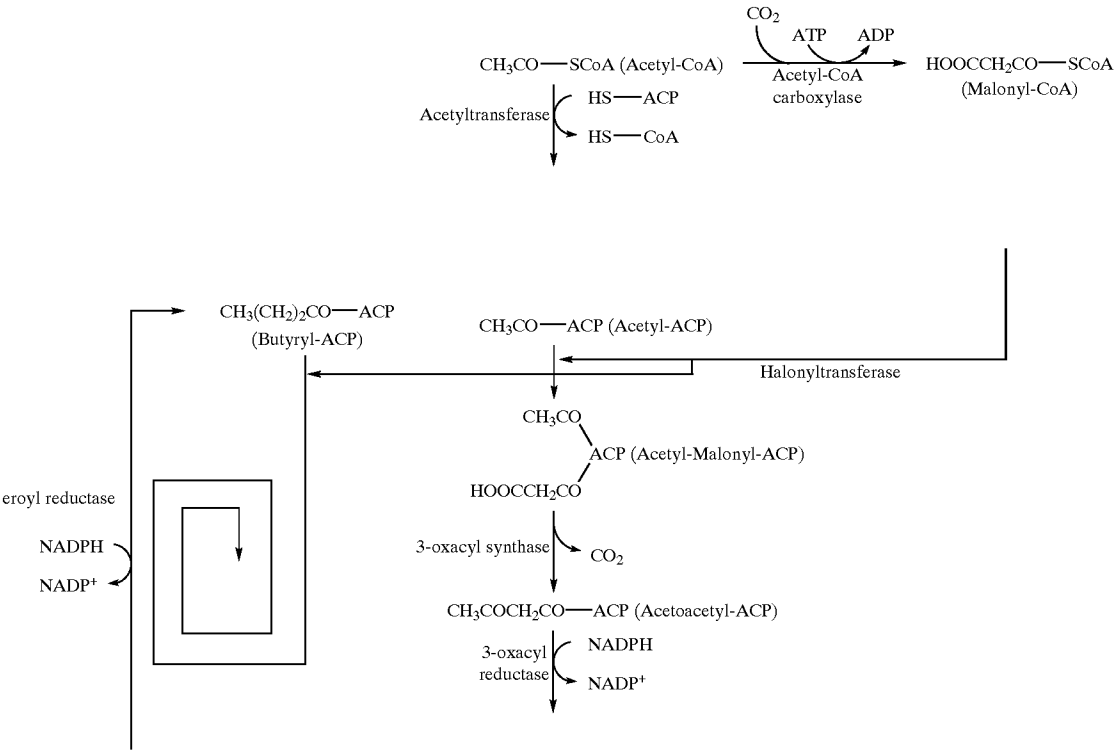 CO2
ATP
ADP
CH3CO—SCoA (Acetyl-CoA)
HOOCCH2CO—SCoA
Acetyl-CoA
carboxylase
(Malonyl-CoA)
HS—ACP
Acetyltransferase
HS—CoA
CH3(CH2)2CO—ACP
(Butyryl-ACP)
CH3CO—ACP (Acetyl-ACP)
Halonyltransferase
CH3CO
ACP (Acetyl-Malonyl-ACP)
HOOCCH2CO
eroyl reductase
NADPH
NADP+
3-oxacyl synthase
CO2
CH3COCH2CO—ACP (Acetoacetyl-ACP)
3-oxacyl
reductase
NADPH
NADP+